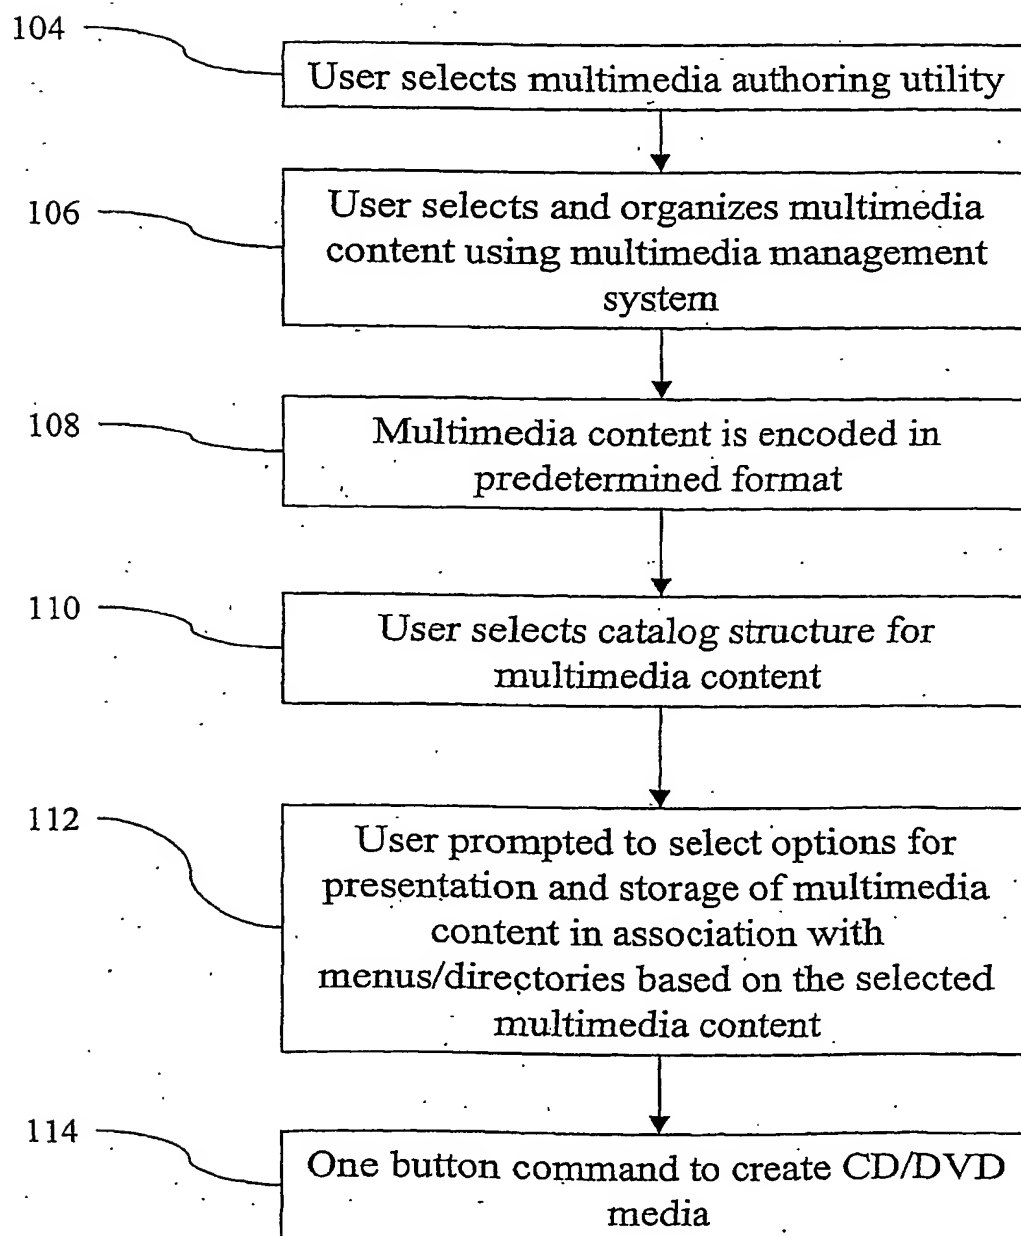 104
User selects multimedia authoring utility
106
User selects and organizes multimedia
content using multimedia management
system
108
Multimedia content is encoded in
predetermined format
110
User selects catalog structure for
multimedia content
112
User prompted to select options for
presentation and storage of multimedia
content in association with
menus/directories based on the selected
multimedia content
114
One button command to create CD/DVD
media